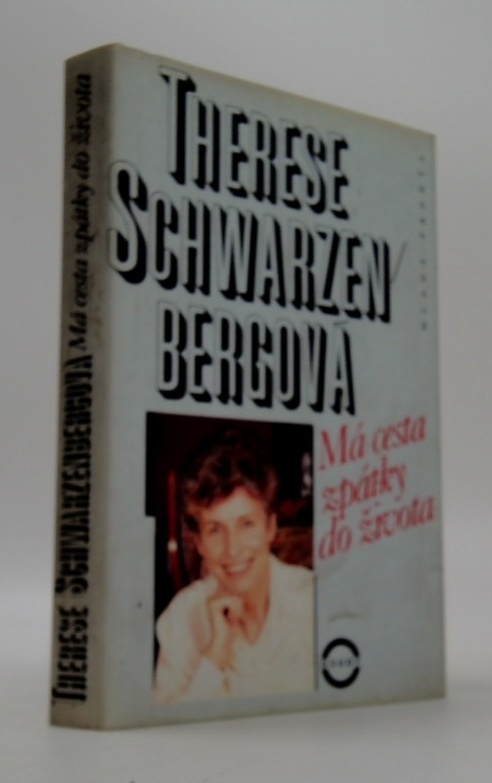 THERESE
SCHWARZEN
BERGOVÁ
Má cesta
zpátky
do života
THERESE SCHWARZENBERGOVÁ Má cesta zpátky do života